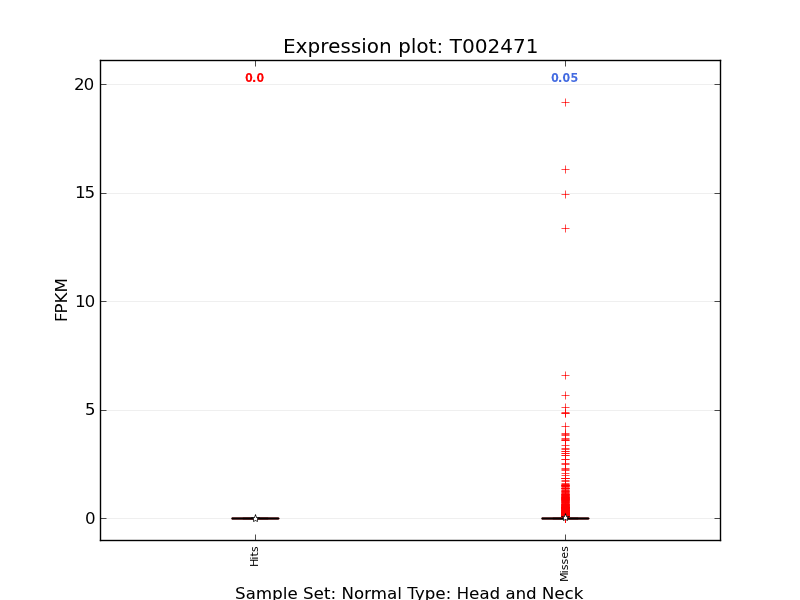 Expression plot: T002471
0.0
0.05
20
15
10
5
0
FPKM
Hits
Misses
Sample Set: Normal Type: Head and Neck